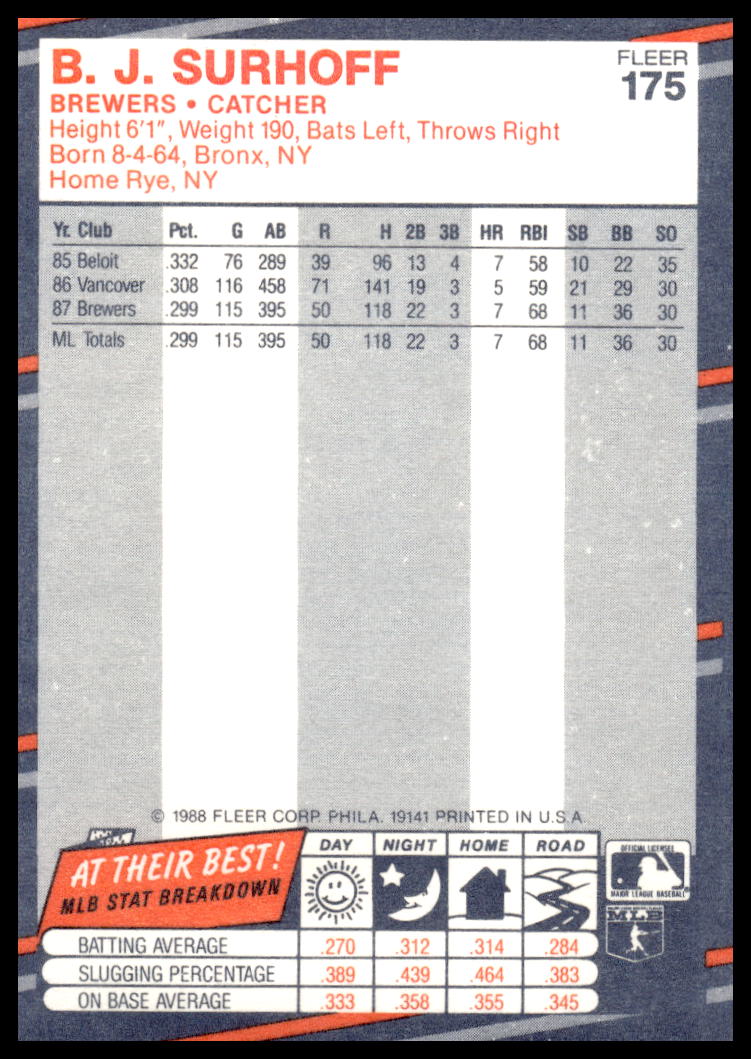 B. J. SURHOFF
FLEER
175
BREWERS • CATCHER
Height 6'1", Weight 190, Bats Left, Throws Right
Born 8-4-64, Bronx, NY
Home Rye, NY
Yr. Club Pct. G AB R H 2B 3B HR RBI SB BB SO
85 Beloit .332 76 289 39 96 13 4 7 58 10 22 35
86 Vancover .308 116 458 71 141 19 3 5 59 21 29 30
87 Brewers .299 115 395 50 118 22 3 7 68 11 36 30
ML Totals .299 115 395 50 118 22 3 7 68 11 36 30
© 1988 FLEER CORP. PHILA. 19141 PRINTED IN U.S.A.
AT THEIR BEST!
MLB STAT BREAKDOWN
DAY NIGHT HOME ROAD
OFFICIAL LICENSEE
MAJOR LEAGUE BASEBALL
MLB
BATTING AVERAGE .270 .312 .314 .284
SLUGGING PERCENTAGE .389 .439 .464 .383
ON BASE AVERAGE .333 .358 .355 .345